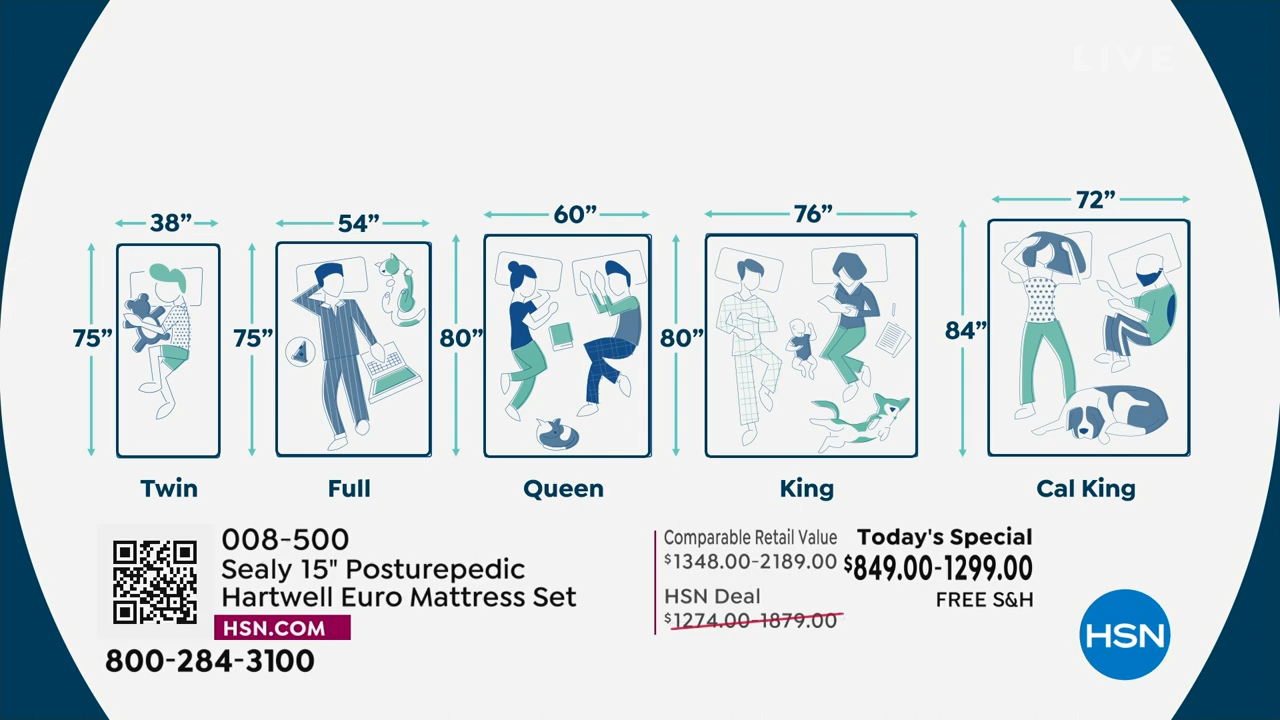 LIVE
38”
54”
60”
76”
72”
75”
75”
80”
80”
84”
Twin
Full
Queen
King
Cal King
008-500
Sealy 15" Posturepedic
Hartwell Euro Mattress Set
HSN.COM
800-284-3100
Comparable Retail Value
$1348.00-2189.00
HSN Deal
$1274.00-1879.00
Today's Special
$849.00-1299.00
FREE S&H
HSN